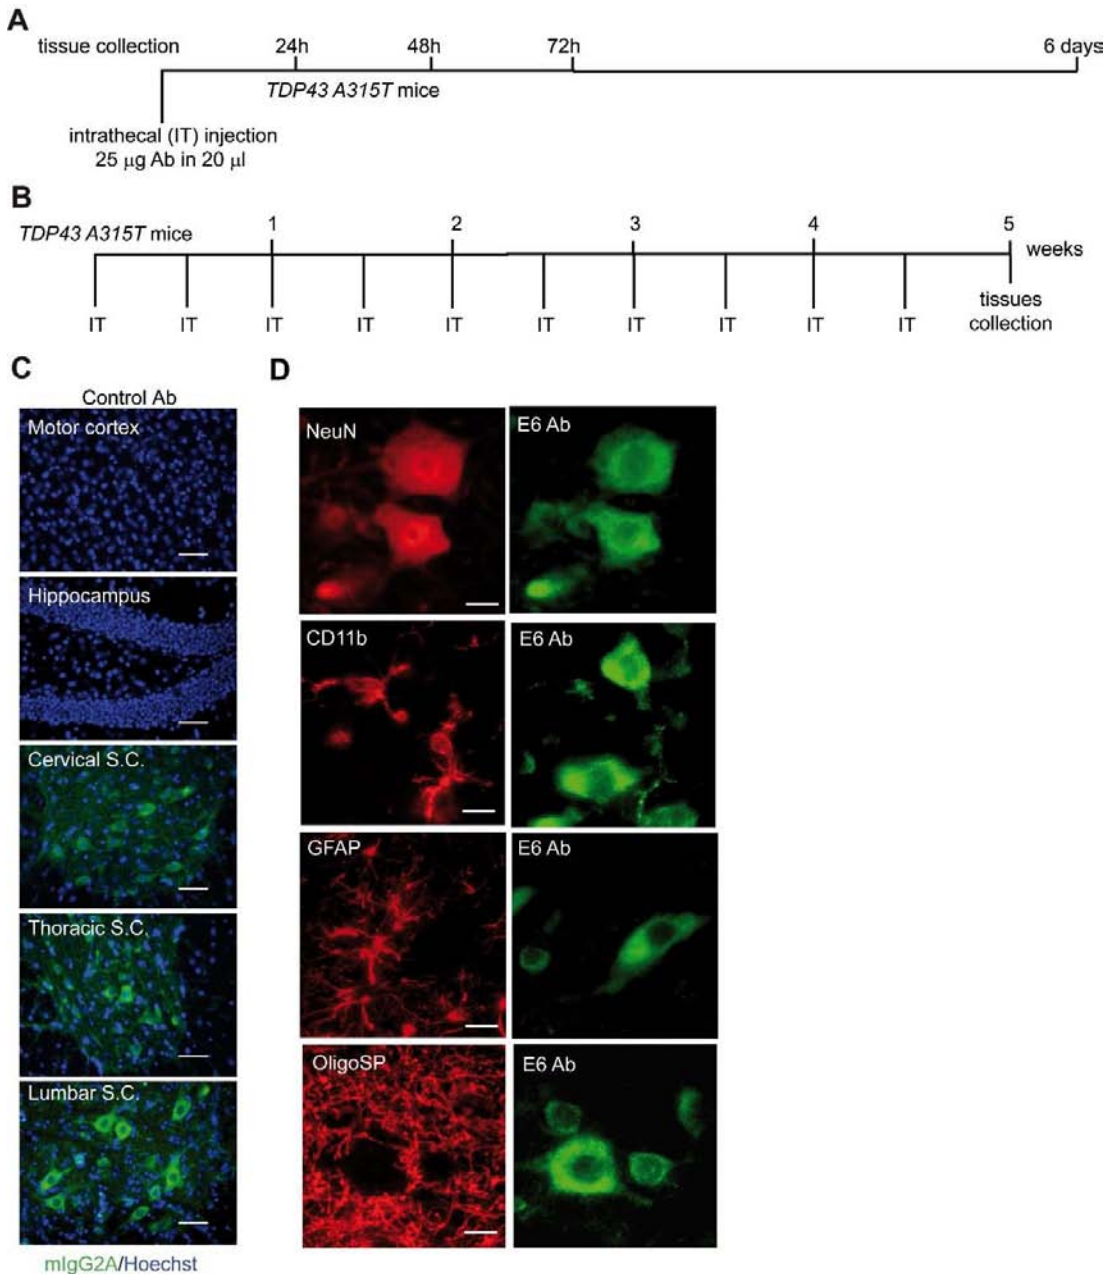 A
tissue collection 24h 48h 72h 6 days
TDP43 A315T mice
intrathecal (IT) injection
25 μg Ab in 20 μl
B
1 2 3 4 5
TDP43 A315T mice
weeks
IT IT IT IT IT IT IT IT IT IT
tissues
collection
C
Control Ab
Motor cortex
Hippocampus
Cervical S.C.
Thoracic S.C.
Lumbar S.C.
mIgG2A/Hoechst
D
NeuN E6 Ab
CD11b E6 Ab
GFAP E6 Ab
OligoSP E6 Ab